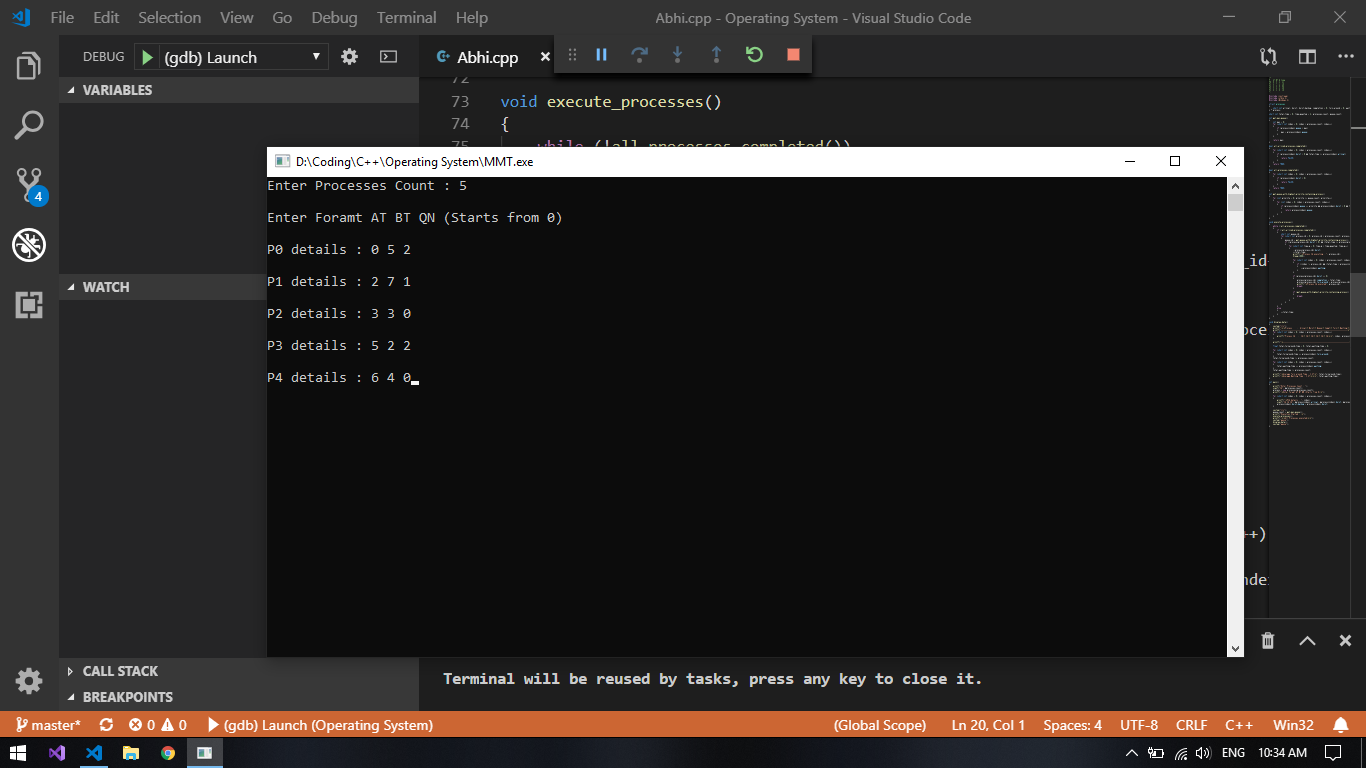 File Edit Selection View Go Debug Terminal Help Abhi.cpp - Operating System - Visual Studio Code
DEBUG (gdb) Launch
Abhi.cpp
VARIABLES
72
73 void execute_processes()
74 {
75 while (!all_processes_completed())
D:\Coding\C++\Operating System\MMT.exe
Enter Processes Count : 5
Enter Foramt AT BT QN (Starts from 0)
P0 details : 0 5 2
P1 details : 2 7 1
P2 details : 3 3 0
P3 details : 5 2 2
P4 details : 6 4 0
4
WATCH
_id
++)
CALL STACK
BREAKPOINTS
Terminal will be reused by tasks, press any key to close it.
master* 0 0 (gdb) Launch (Operating System) (Global Scope) Ln 20, Col 1 Spaces: 4 UTF-8 CRLF C++ Win32
ENG 10:34 AM